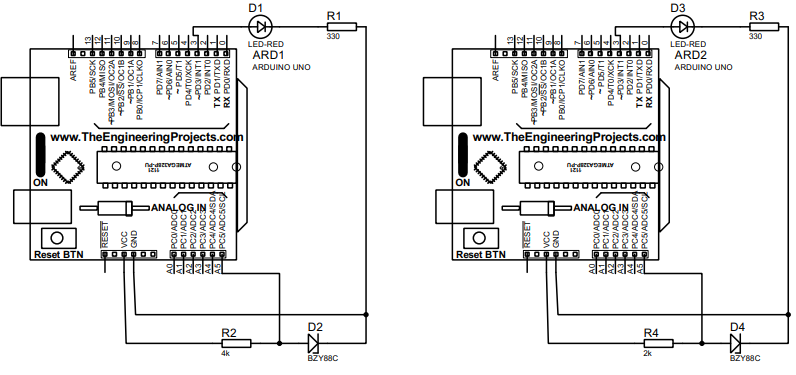 D1
R1
LED-RED
330
ARD1
ARDUINO UNO
13
12
11
10
9
8
7
6
5
4
3
2
1
0
AREF
PB5/SCK
PB4/MISO
~PB3/MOSI/OC2A
~PB2/SS/OC1B
~PB1/OC1A
PB0/ICP1/CLKO
PD7/AIN1
~PD6/AIN0
~PD5/T1
PD4/T0/XCK
~PD3/INT1
PD2/INT0
TX PD1/TXD
RX PD0/RXD
www.TheEngineeringProjects.com
1121
ATMEGA328P-PU
ON
ANALOG IN
Reset BTN
RESET
VCC
GND
PC0/ADC0
PC1/ADC1
PC2/ADC2
PC3/ADC3
PC4/ADC4/SDA
PC5/ADC5/SCL
A0
A1
A2
A3
A4
A5
R2
4k
D2
BZY88C
D3
R3
LED-RED
330
ARD2
ARDUINO UNO
13
12
11
10
9
8
7
6
5
4
3
2
1
0
AREF
PB5/SCK
PB4/MISO
~PB3/MOSI/OC2A
~PB2/SS/OC1B
~PB1/OC1A
PB0/ICP1/CLKO
PD7/AIN1
~PD6/AIN0
~PD5/T1
PD4/T0/XCK
~PD3/INT1
PD2/INT0
TX PD1/TXD
RX PD0/RXD
www.TheEngineeringProjects.com
1121
ATMEGA328P-PU
ON
ANALOG IN
Reset BTN
RESET
VCC
GND
PC0/ADC0
PC1/ADC1
PC2/ADC2
PC3/ADC3
PC4/ADC4/SDA
PC5/ADC5/SCL
A0
A1
A2
A3
A4
A5
R4
2k
D4
BZY88C